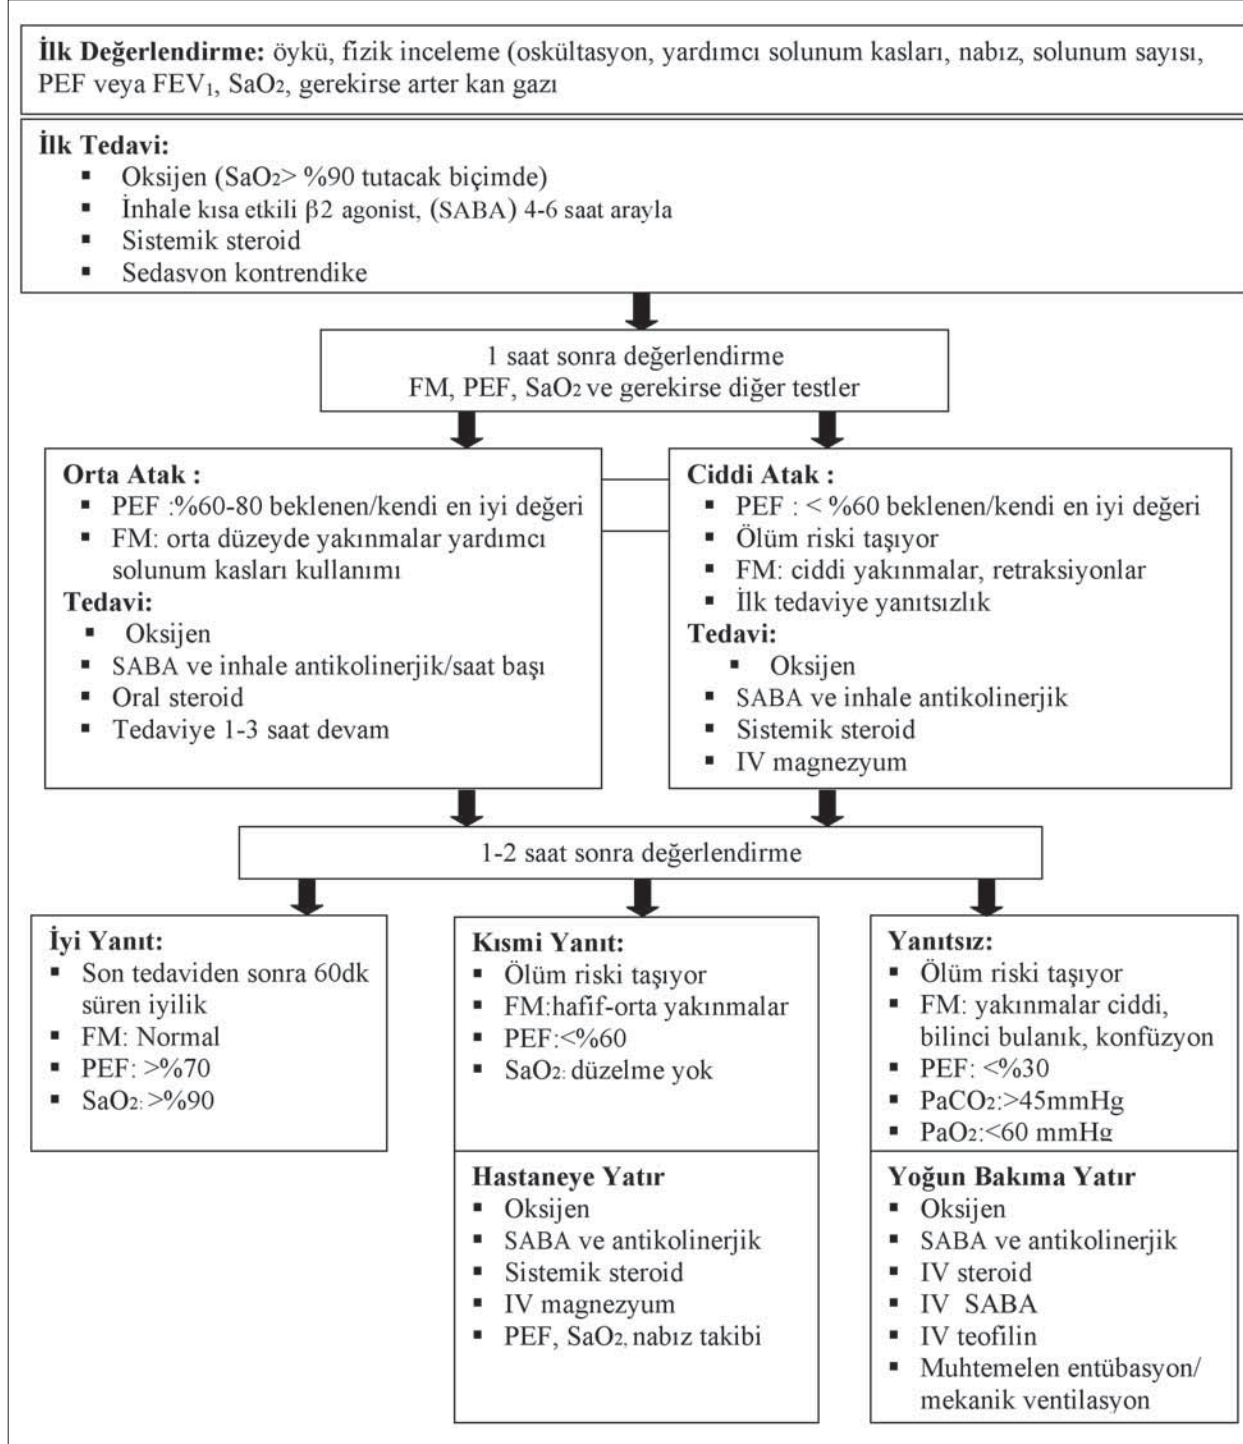 İlk Değerlendirme: öykü, fizik inceleme (oskültasyon, yardımcı solunum kasları, nabız, solunum sayısı,
PEF veya FEV₁, SaO₂, gerekirse arter kan gazı
İlk Tedavi:
▪ Oksijen (SaO₂> %90 tutacak biçimde)
▪ İnhale kısa etkili β2 agonist, (SABA) 4-6 saat arayla
▪ Sistemik steroid
▪ Sedasyon kontrendike
1 saat sonra değerlendirme
FM, PEF, SaO₂ ve gerekirse diğer testler
Orta Atak :
▪ PEF :%60-80 beklenen/kendi en iyi değeri
▪ FM: orta düzeyde yakınmalar yardımcı
solunum kasları kullanımı
Tedavi:
▪ Oksijen
▪ SABA ve inhale antikolinerjik/saat başı
▪ Oral steroid
▪ Tedaviye 1-3 saat devam
Ciddi Atak :
▪ PEF : < %60 beklenen/kendi en iyi değeri
▪ Ölüm riski taşıyor
▪ FM: ciddi yakınmalar, retraksiyonlar
▪ İlk tedaviye yanıtsızlık
Tedavi:
▪ Oksijen
▪ SABA ve inhale antikolinerjik
▪ Sistemik steroid
▪ IV magnezyum
1-2 saat sonra değerlendirme
İyi Yanıt:
▪ Son tedaviden sonra 60dk
süren iyilik
▪ FM: Normal
▪ PEF: >%70
▪ SaO₂: >%90
Kısmi Yanıt:
▪ Ölüm riski taşıyor
▪ FM:hafif-orta yakınmalar
▪ PEF:<%60
▪ SaO₂: düzelme yok
Hastaneye Yatır
▪ Oksijen
▪ SABA ve antikolinerjik
▪ Sistemik steroid
▪ IV magnezyum
▪ PEF, SaO₂, nabız takibi
Yanıtsız:
▪ Ölüm riski taşıyor
▪ FM: yakınmalar ciddi,
bilinci bulanık, konfüzyon
▪ PEF: <%30
▪ PaCO₂:>45mmHg
▪ PaO₂:<60 mmHg
Yoğun Bakıma Yatır
▪ Oksijen
▪ SABA ve antikolinerjik
▪ IV steroid
▪ IV SABA
▪ IV teofilin
▪ Muhtemelen entübasyon/
mekanik ventilasyon